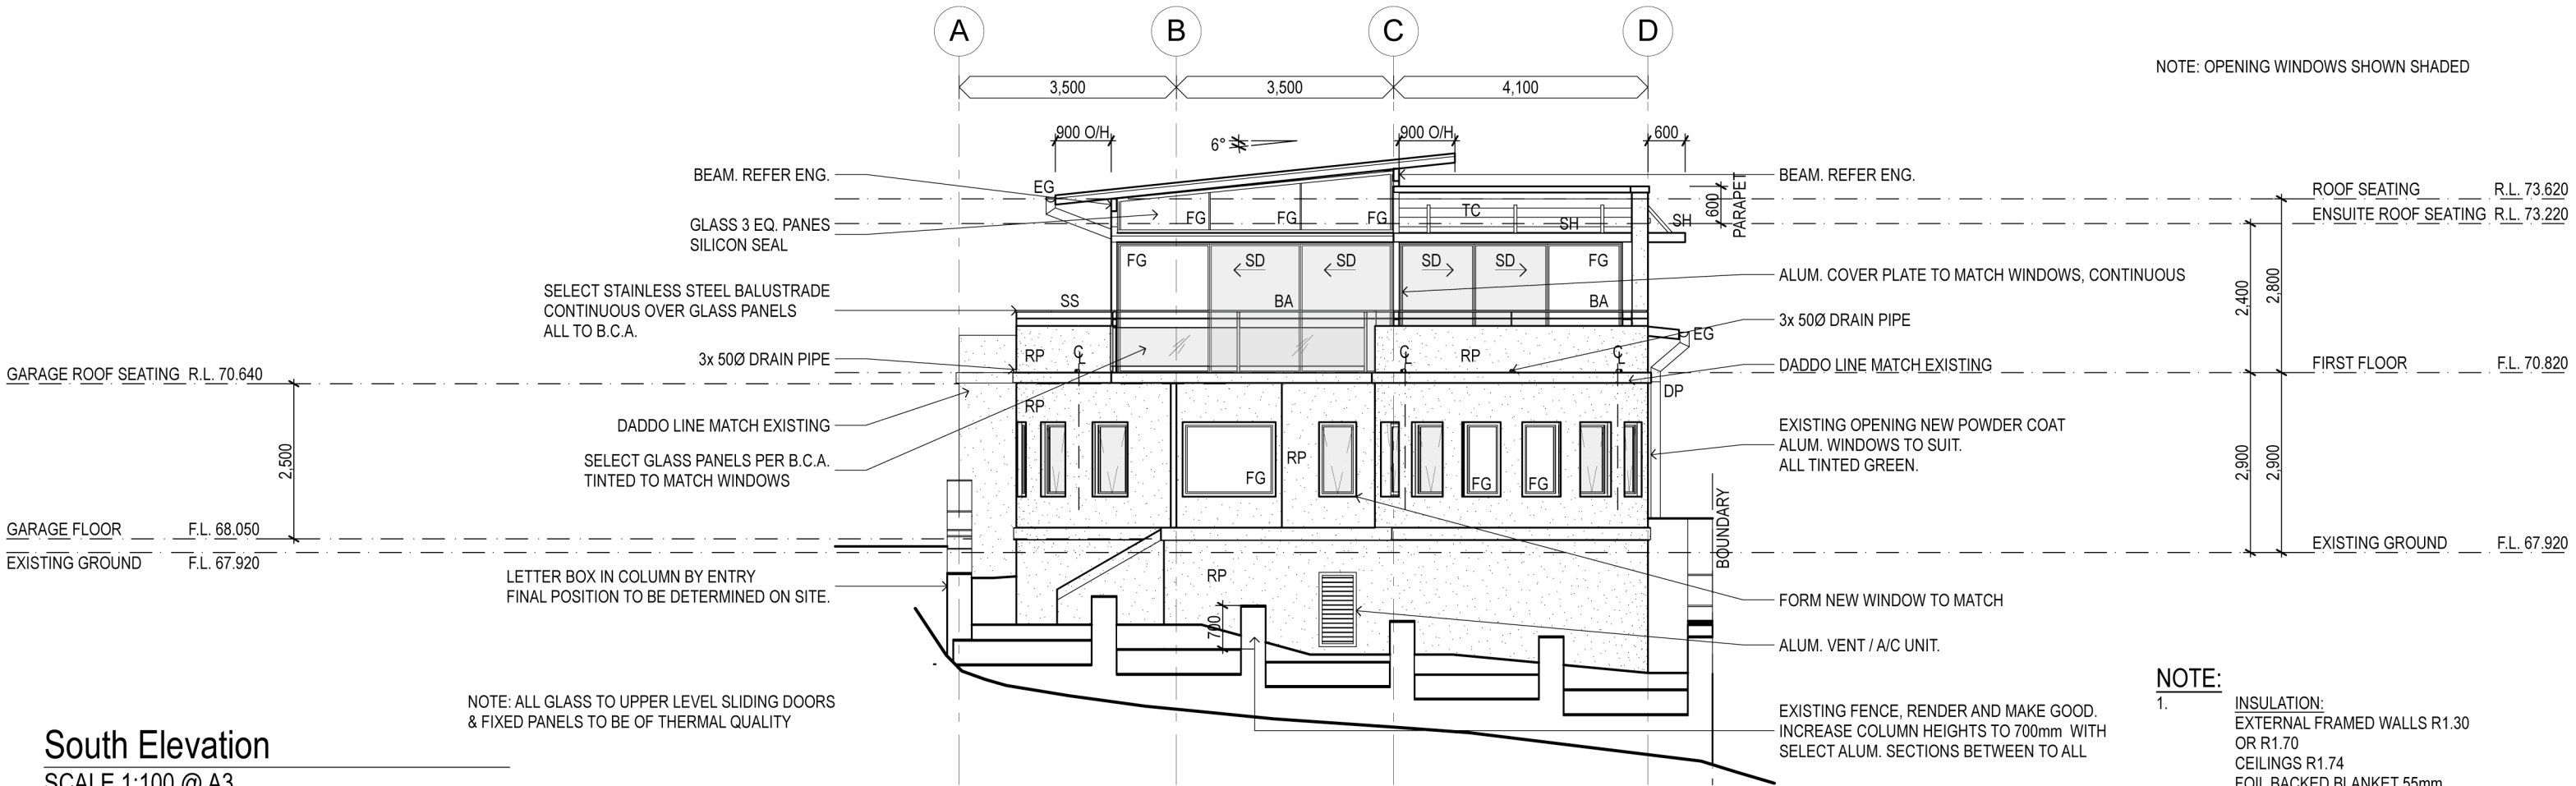 A
B
C
D
3,500
3,500
4,100
NOTE: OPENING WINDOWS SHOWN SHADED
900 O/H
6°
900 O/H
600
BEAM. REFER ENG.
EG
GLASS 3 EQ. PANES
SILICON SEAL
FG
FG
FG
TC
SH
SH
600
PARAPET
BEAM. REFER ENG.
ROOF SEATING R.L. 73.620
ENSUITE ROOF SEATING R.L. 73.220
FG
SD
SD
SD
SD
FG
ALUM. COVER PLATE TO MATCH WINDOWS, CONTINUOUS
SELECT STAINLESS STEEL BALUSTRADE
CONTINUOUS OVER GLASS PANELS
ALL TO B.C.A.
SS
BA
BA
2,400
2,800
3x 50Ø DRAIN PIPE
EG
3x 50Ø DRAIN PIPE
RP
CL
CL
RP
CL
DADDO LINE MATCH EXISTING
FIRST FLOOR F.L. 70.820
GARAGE ROOF SEATING R.L. 70.640
DP
RP
DADDO LINE MATCH EXISTING
EXISTING OPENING NEW POWDER COAT
ALUM. WINDOWS TO SUIT.
ALL TINTED GREEN.
SELECT GLASS PANELS PER B.C.A.
TINTED TO MATCH WINDOWS
2,500
FG
RP
FG
FG
2,900
2,900
BOUNDARY
GARAGE FLOOR F.L. 68.050
EXISTING GROUND F.L. 67.920
EXISTING GROUND F.L. 67.920
LETTER BOX IN COLUMN BY ENTRY
FINAL POSITION TO BE DETERMINED ON SITE.
RP
700
FORM NEW WINDOW TO MATCH
ALUM. VENT / A/C UNIT.
NOTE: ALL GLASS TO UPPER LEVEL SLIDING DOORS
& FIXED PANELS TO BE OF THERMAL QUALITY
EXISTING FENCE, RENDER AND MAKE GOOD.
INCREASE COLUMN HEIGHTS TO 700mm WITH
SELECT ALUM. SECTIONS BETWEEN TO ALL
NOTE:
1. INSULATION:
EXTERNAL FRAMED WALLS R1.30
OR R1.70
CEILINGS R1.74
FOIL BACKED BLANKET 55mm
South Elevation
SCALE 1:100 @ A3